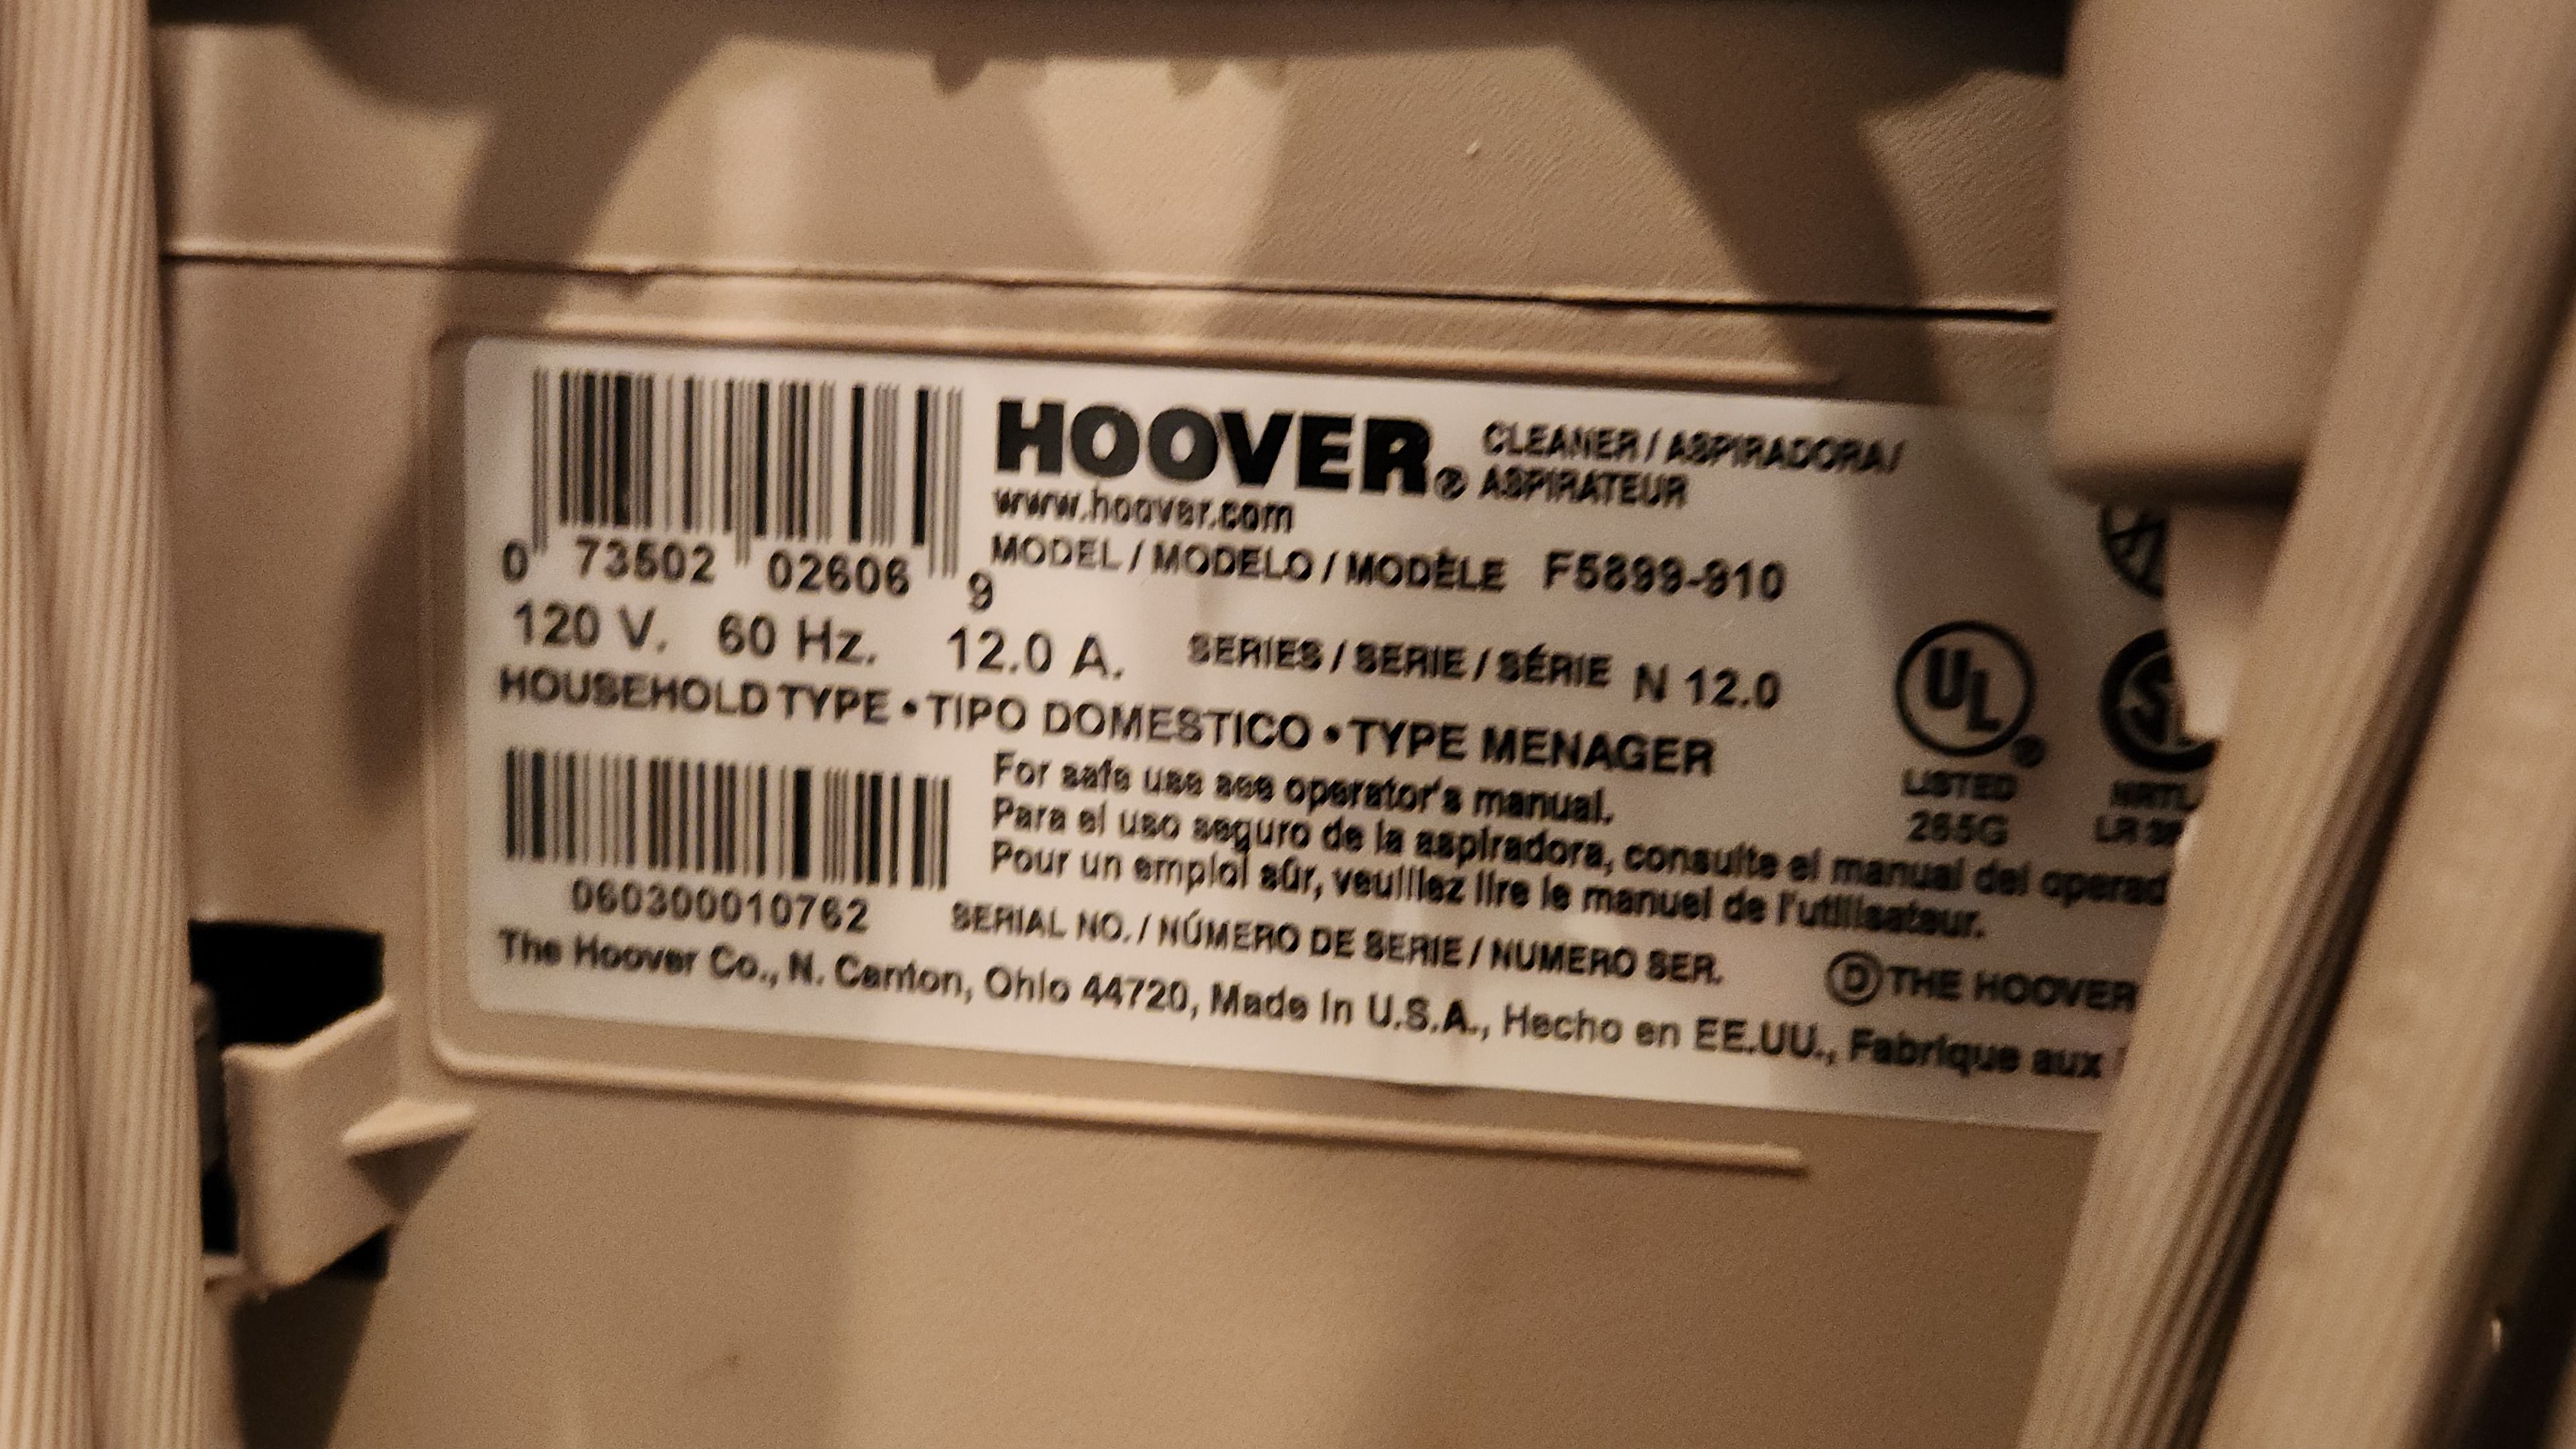 HOOVER® CLEANER / ASPIRADORA /
ASPIRATEUR
www.hoover.com
0 73502 02606 9
MODEL / MODELO / MODÈLE F5899-910
120 V. 60 Hz. 12.0 A. SERIES / SERIE / SÉRIE N 12.0
HOUSEHOLD TYPE • TIPO DOMESTICO • TYPE MENAGER
UL®
LISTED
265G
NRTL
LR
For safe use see operator's manual.
Para el uso seguro de la aspiradora, consulte el manual del operad
Pour un emploi sûr, veuillez lire le manuel de l'utilisateur.
060300010762
SERIAL NO. / NÚMERO DE SERIE / NUMERO SER.
D THE HOOVER
The Hoover Co., N. Canton, Ohio 44720, Made in U.S.A., Hecho en EE.UU., Fabrique aux